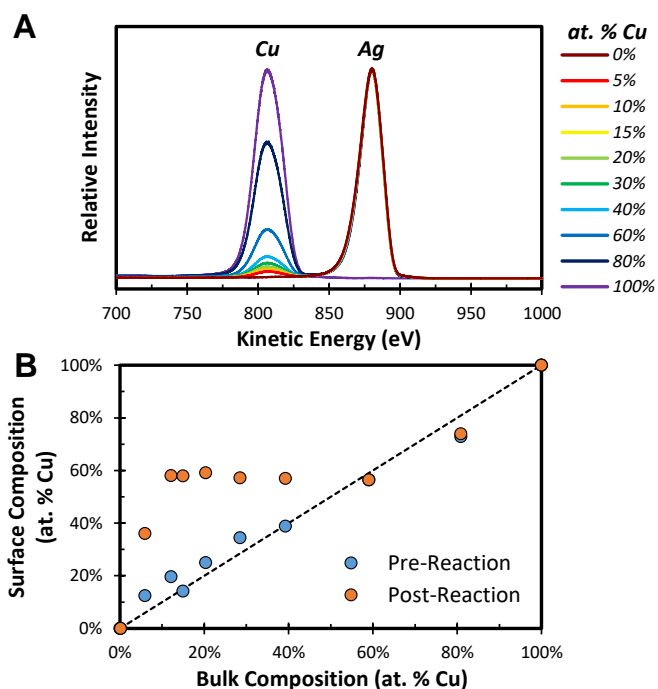 A
Cu
Ag
at. % Cu
0%
5%
10%
15%
20%
30%
40%
60%
80%
100%
Relative Intensity
700
750
800
850
900
950
1000
Kinetic Energy (eV)
B
100%
80%
60%
40%
20%
0%
Surface Composition
(at. % Cu)
Pre-Reaction
Post-Reaction
0%
20%
40%
60%
80%
100%
Bulk Composition (at. % Cu)